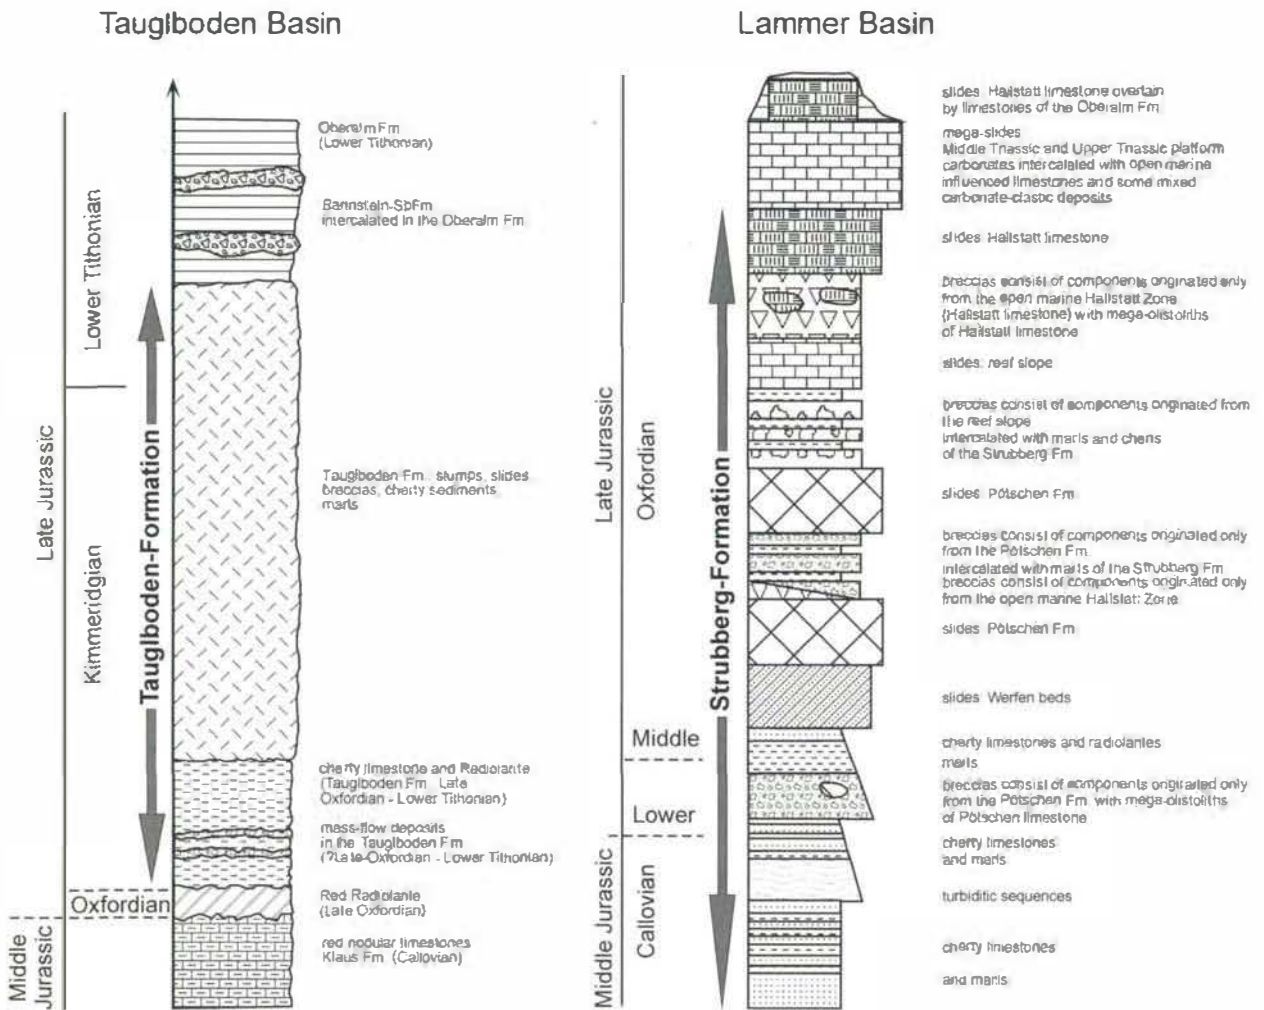 Tauglboden Basin
Late Jurassic
Middle
Jurassic
Lower Tithonian
Kimmeridgian
Oxfordian
Tauglboden-Formation
Oberalm Fm
(Lower Tithonian)
Barmstein-SbFm
intercalated in the Oberalm Fm
Tauglboden Fm slumps, slides
breccias, cherty sediments
marls
cherty limestone and Radiolarite
(Tauglboden Fm Late
Oxfordian - Lower Tithonian)
mass-flow deposits
in the Tauglboden Fm
(?Late-Oxfordian - Lower Tithonian)
Red Radiolarite
(Late Oxfordian)
red nodular limestones
Klaus Fm (Callovian)
Lammer Basin
Late Jurassic
Middle Jurassic
Oxfordian
Middle
Lower
Callovian
Strubberg-Formation
slides Hallstatt limestone overlain
by limestones of the Oberalm Fm
mega-slides
Middle Triassic and Upper Triassic platform
carbonates intercalated with open marine
influenced limestones and some mixed
carbonate-clastic deposits
slides Hallstatt limestone
breccias consist of components originated only
from the open marine Hallstatt Zone
(Hallstatt limestone) with mega-olistoliths
of Hallstatt limestone
slides: reef slope
breccias consist of components originated from
the reef slope
intercalated with marls and cherts
of the Strubberg Fm
slides Pötschen Fm
breccias consist of components originated only
from the Pötschen Fm
intercalated with marls of the Strubberg Fm
breccias consist of components originated only
from the open marine Hallstatt Zone
slides Pötschen Fm
slides Werfen beds
cherty limestones and radiolarites
marls
breccias consist of components originated only
from the Pötschen Fm with mega-olistoliths
of Pötschen limestone
cherty limestones
and marls
turbiditic sequences
cherty limestones
and marls